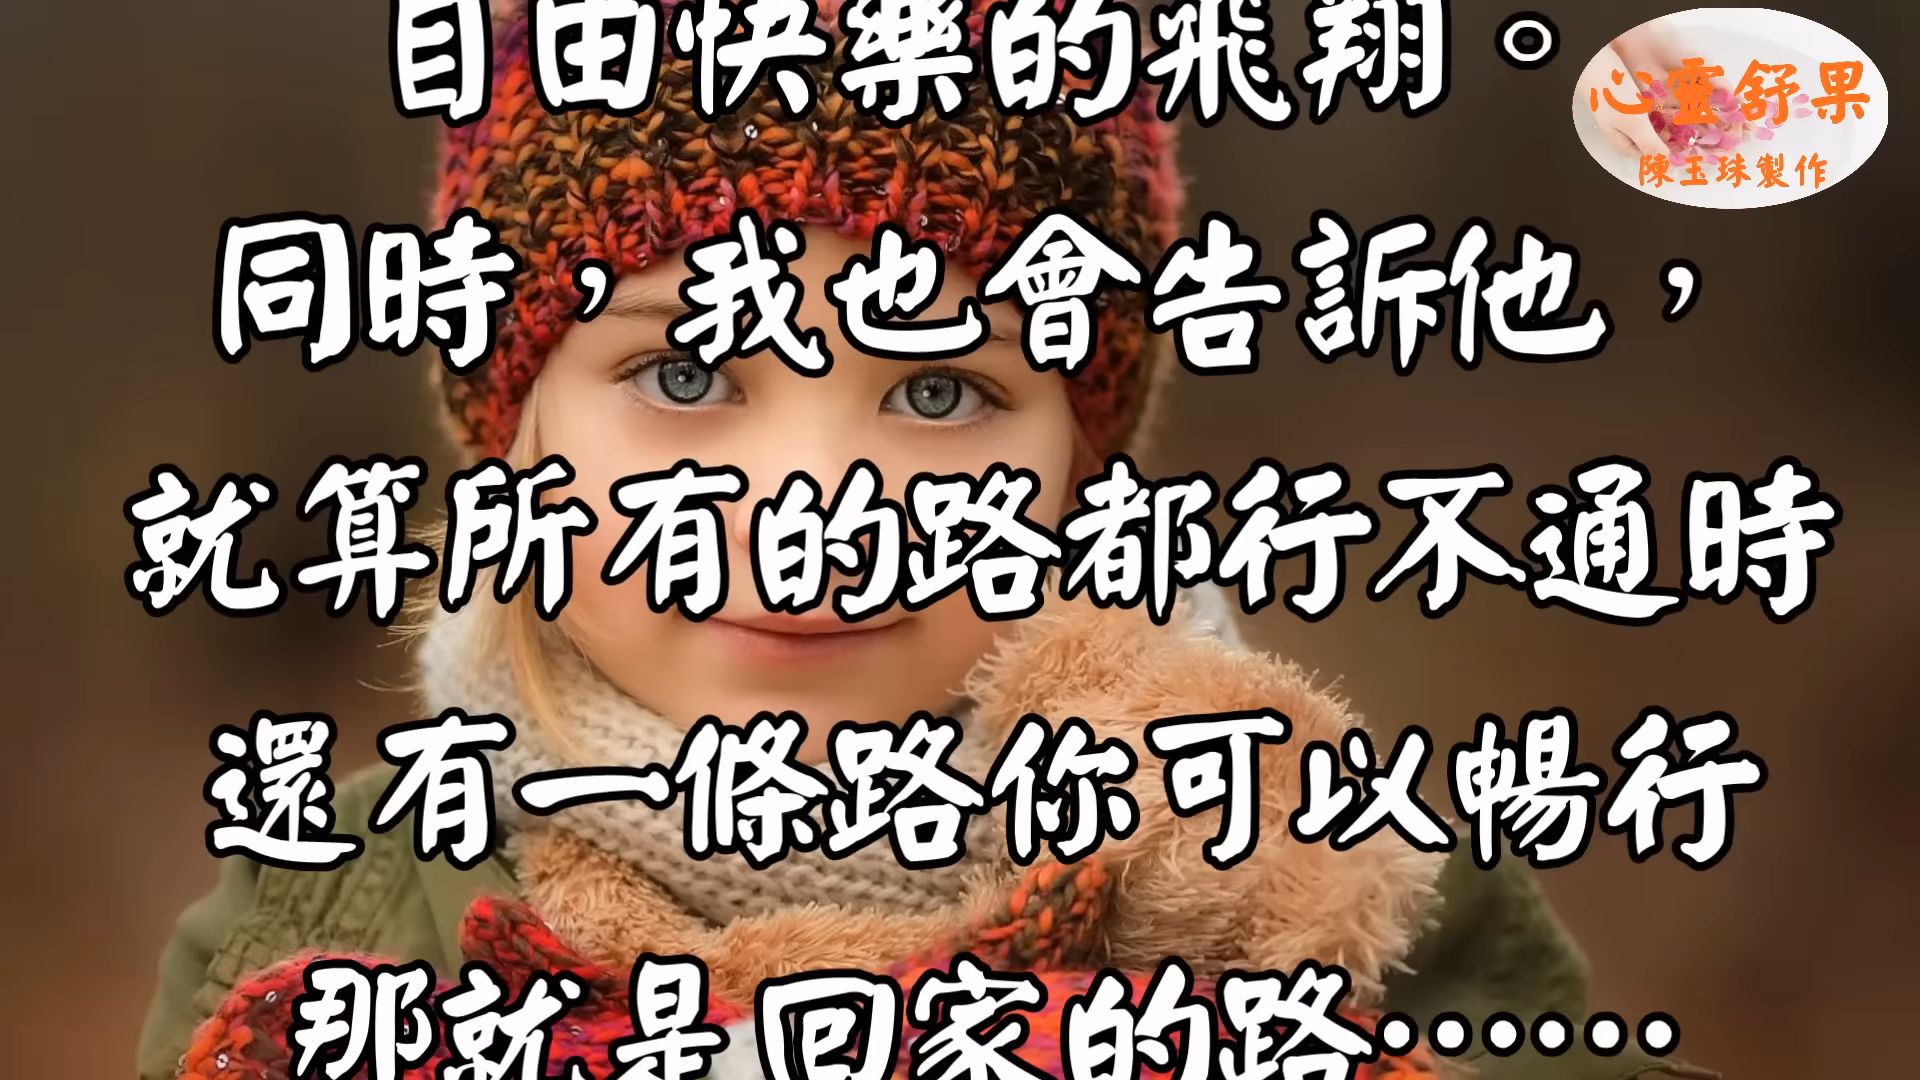 自由快樂的飛翔。
心靈舒果
陳玉珠製作
同時，我也會告訴他，
就算所有的路都行不通時
還有一條路你可以暢行
那就是回家的路……